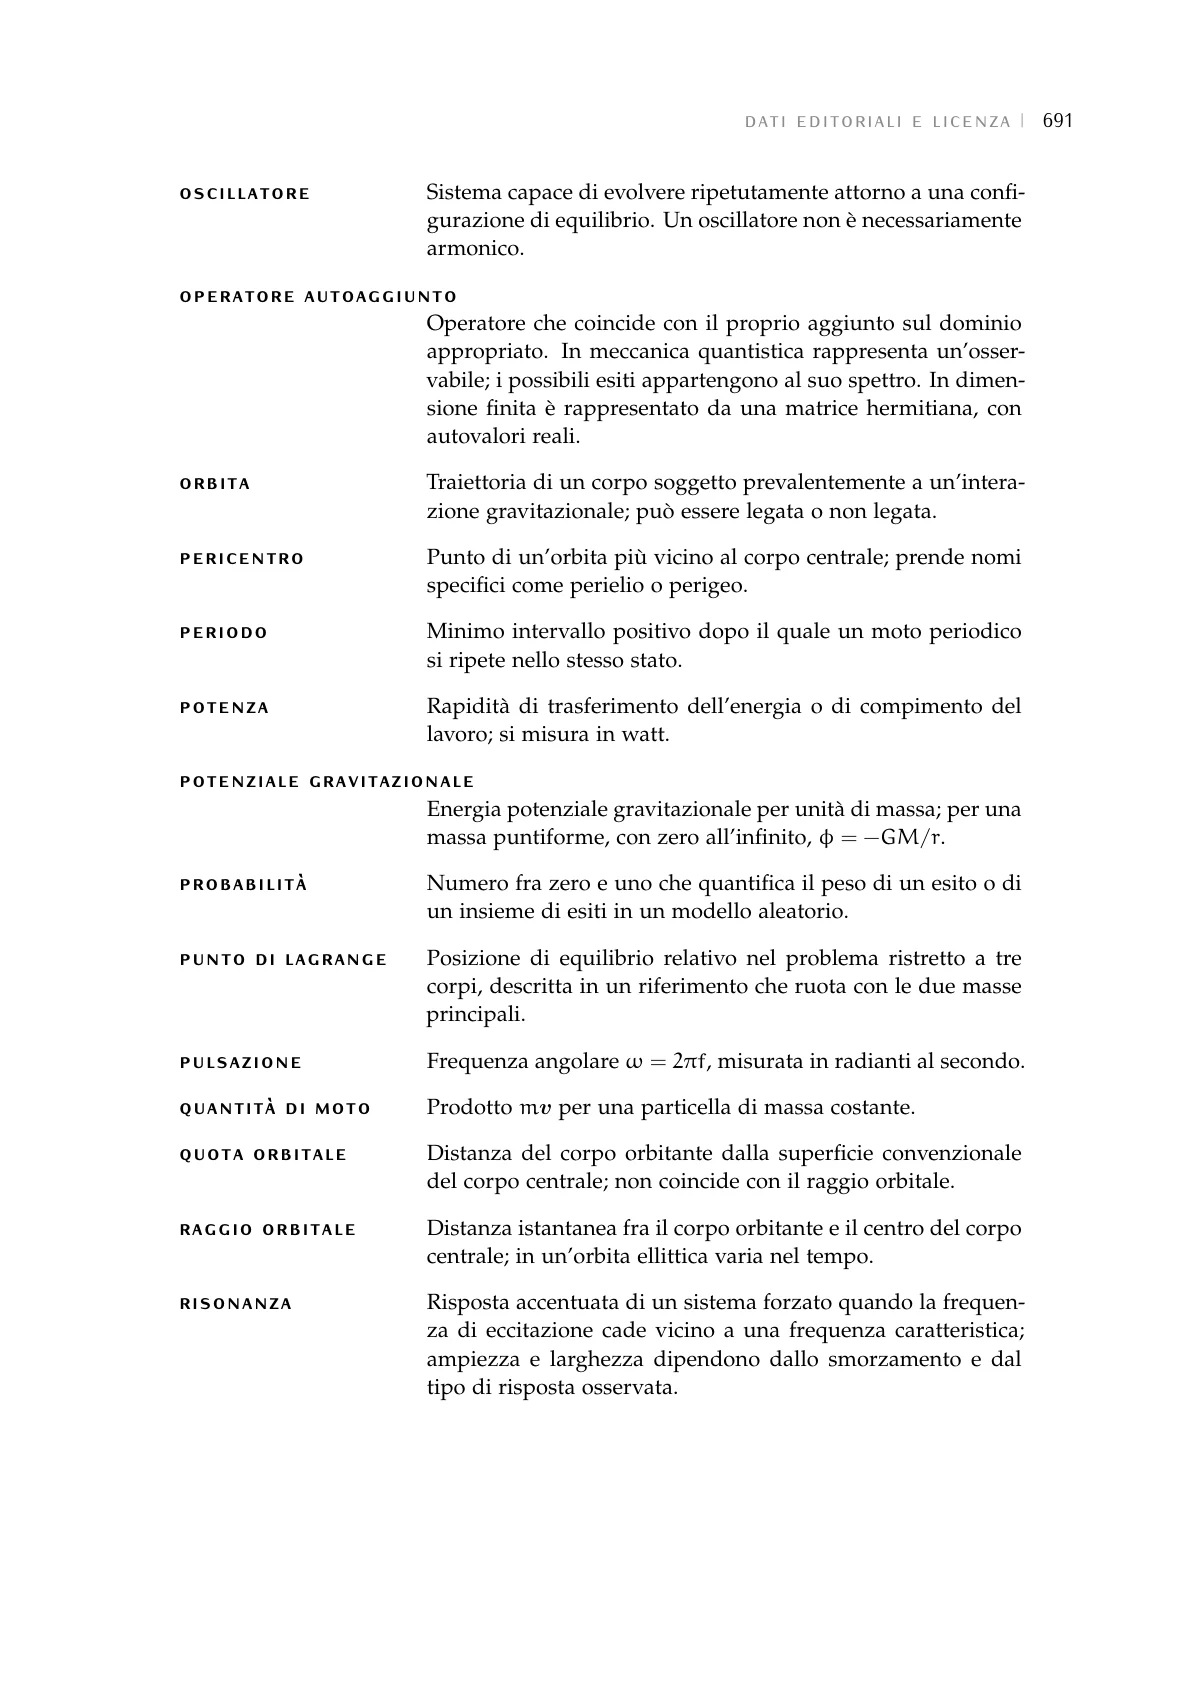 DATI EDITORIALI E LICENZA | 691
OSCILLATORE Sistema capace di evolvere ripetutamente attorno a una confi-
gurazione di equilibrio. Un oscillatore non è necessariamente
armonico.
OPERATORE AUTOAGGIUNTO
Operatore che coincide con il proprio aggiunto sul dominio
appropriato. In meccanica quantistica rappresenta un'osser-
vabile; i possibili esiti appartengono al suo spettro. In dimen-
sione finita è rappresentato da una matrice hermitiana, con
autovalori reali.
ORBITA Traiettoria di un corpo soggetto prevalentemente a un'intera-
zione gravitazionale; può essere legata o non legata.
PERICENTRO Punto di un'orbita più vicino al corpo centrale; prende nomi
specifici come perielio o perigeo.
PERIODO Minimo intervallo positivo dopo il quale un moto periodico
si ripete nello stesso stato.
POTENZA Rapidità di trasferimento dell'energia o di compimento del
lavoro; si misura in watt.
POTENZIALE GRAVITAZIONALE
Energia potenziale gravitazionale per unità di massa; per una
massa puntiforme, con zero all'infinito, ϕ = −GM/r.
PROBABILITÀ Numero fra zero e uno che quantifica il peso di un esito o di
un insieme di esiti in un modello aleatorio.
PUNTO DI LAGRANGE Posizione di equilibrio relativo nel problema ristretto a tre
corpi, descritta in un riferimento che ruota con le due masse
principali.
PULSAZIONE Frequenza angolare ω = 2πf, misurata in radianti al secondo.
QUANTITÀ DI MOTO Prodotto mv per una particella di massa costante.
QUOTA ORBITALE Distanza del corpo orbitante dalla superficie convenzionale
del corpo centrale; non coincide con il raggio orbitale.
RAGGIO ORBITALE Distanza istantanea fra il corpo orbitante e il centro del corpo
centrale; in un'orbita ellittica varia nel tempo.
RISONANZA Risposta accentuata di un sistema forzato quando la frequen-
za di eccitazione cade vicino a una frequenza caratteristica;
ampiezza e larghezza dipendono dallo smorzamento e dal
tipo di risposta osservata.